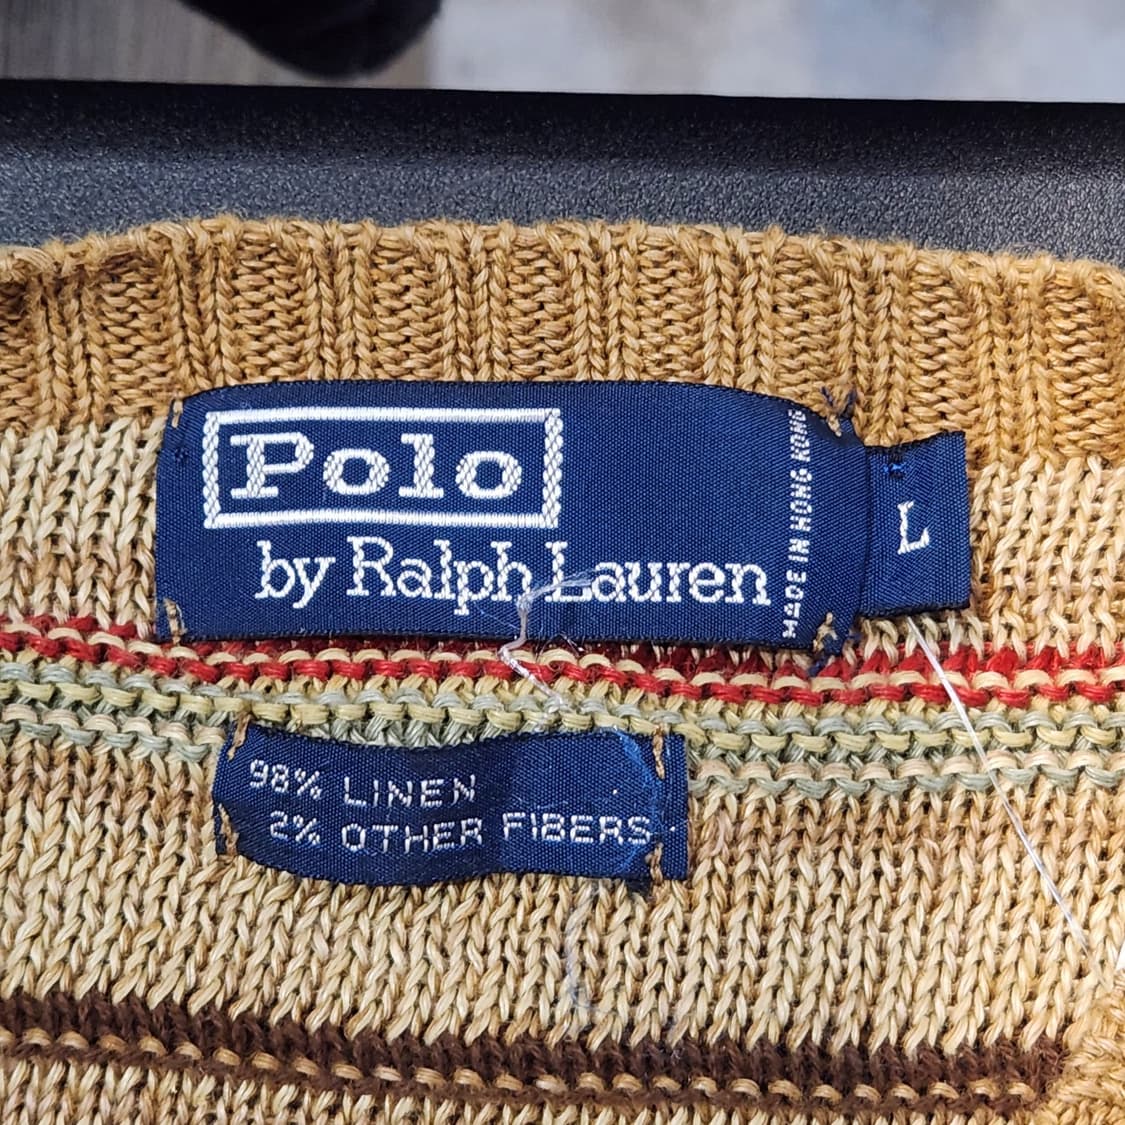 Polo
by Ralph Lauren
MADE IN HONG KONG
L
98% LINEN
2% OTHER FIBERS